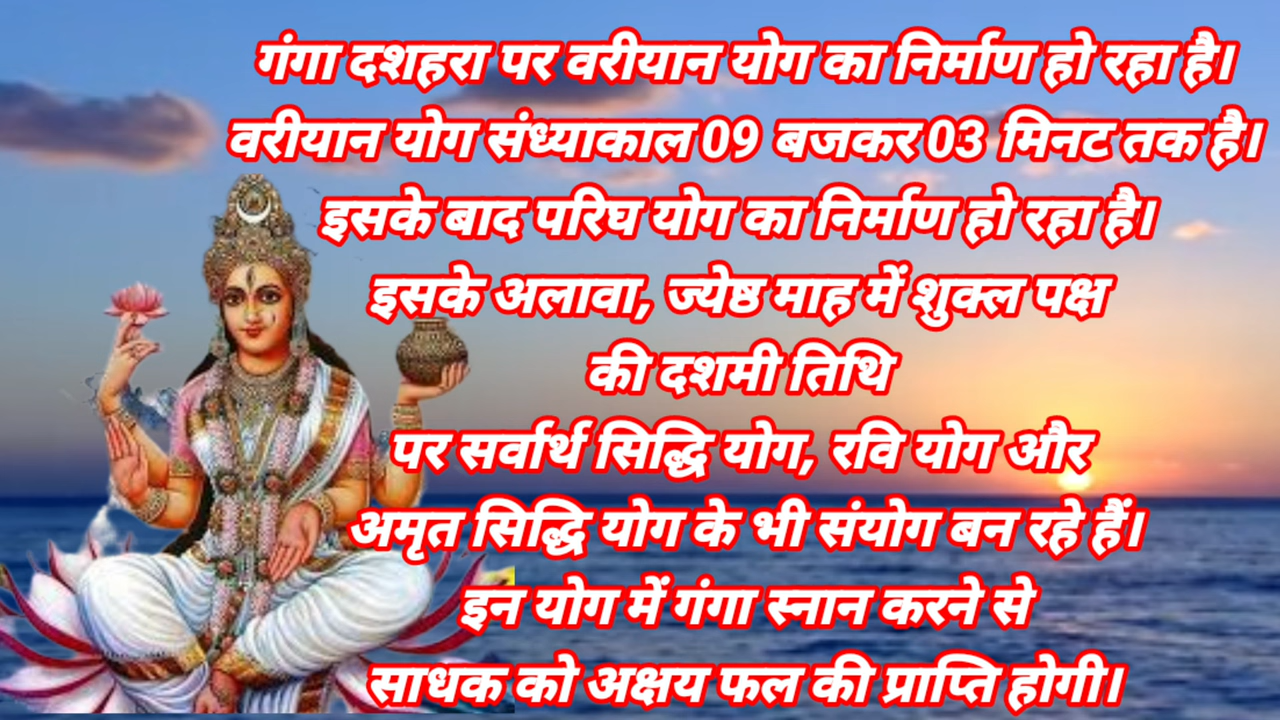 गंगा दशहरा पर वरीयान योग का निर्माण हो रहा है।
वरीयान योग संध्याकाल 09 बजकर 03 मिनट तक है।
इसके बाद परिघ योग का निर्माण हो रहा है।
इसके अलावा, ज्येष्ठ माह में शुक्ल पक्ष
की दशमी तिथि
पर सर्वार्थ सिद्धि योग, रवि योग और
अमृत सिद्धि योग के भी संयोग बन रहे हैं।
इन योग में गंगा स्नान करने से
साधक को अक्षय फल की प्राप्ति होगी।